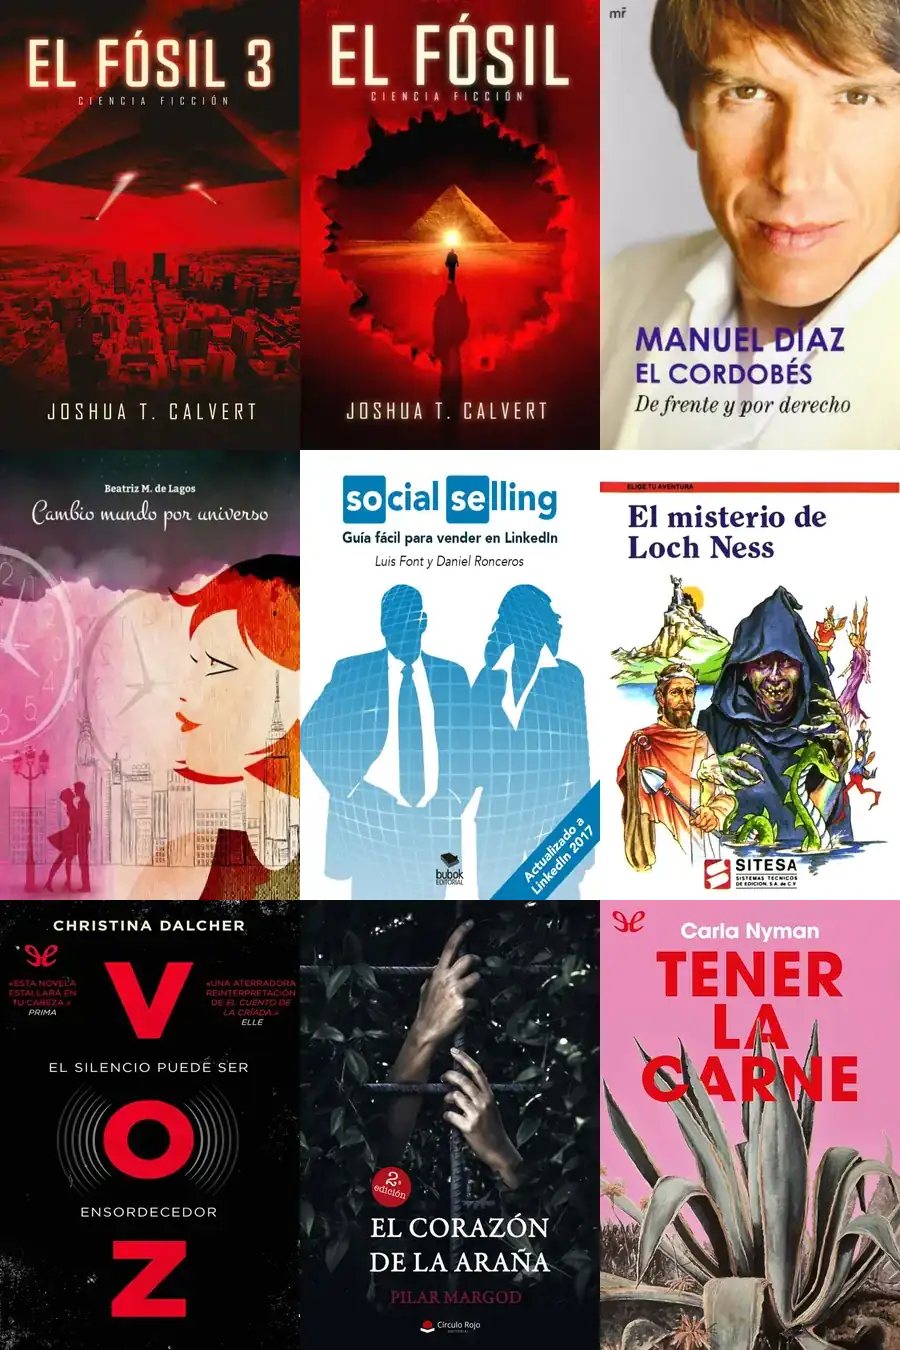 EL FÓSIL 3
CIENCIA FICCIÓN
JOSHUA T. CALVERT
EL FÓSIL
CIENCIA FICCIÓN
JOSHUA T. CALVERT
mr
MANUEL DÍAZ
EL CORDOBÉS
De frente y por derecho
Beatriz M. de Lagos
Cambio mundo por universo
social selling
Guía fácil para vender en LinkedIn
Luis Font y Daniel Ronceros
Actualizado a
LinkedIn 2017
bubok
EDITORIAL
ELIGE TU AVENTURA
El misterio de
Loch Ness
SITESA
SISTEMAS TECNICOS
DE EDICION, S.A. de C.V.
CHRISTINA DALCHER
«ESTA NOVELA
ESTALLARÁ EN
TU CABEZA.»
PRIMA
«UNA ATERRADORA
REINTERPRETACIÓN
DE EL CUENTO DE
LA CRIADA.»
ELLE
V
EL SILENCIO PUEDE SER
O
ENSORDECEDOR
Z
2ª
edición
EL CORAZÓN
DE LA ARAÑA
PILAR MARGOD
Círculo Rojo
EDITORIAL
Carla Nyman
TENER
LA
CARNE